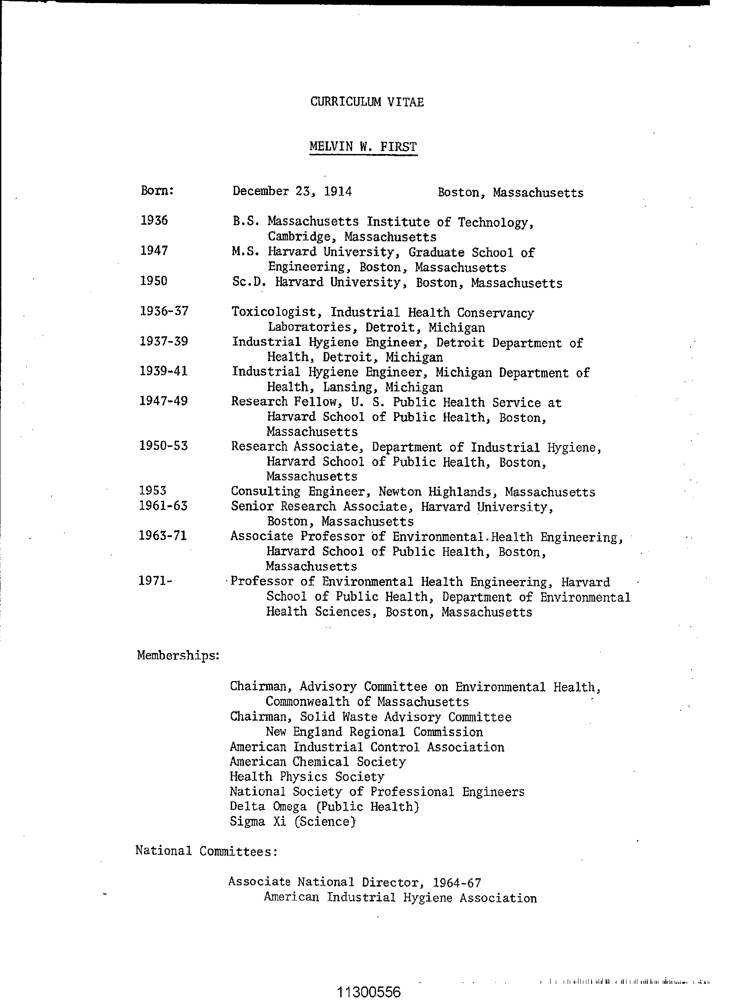 CURRICULUM VITAE
MELVIN W. FIRST
Born: December 23, 1914 Boston, Massachusetts
1936 B.S. Massachusetts Institute of Technology,
Cambridge, Massachusetts
1947 M.S. Harvard University, Graduate School of
Engineering, Boston, Massachusetts
1950 Sc.D. Harvard University, Boston, Massachusetts
1936-37 Toxicologist, Industrial Health Conservancy
Laboratories, Detroit, Michigan
1937-39 Industrial Hygiene Engineer, Detroit Department of
Health, Detroit, Michigan
1939-41 Industrial Hygiene Engineer, Michigan Department of
Health, Lansing, Michigan
1947-49 Research Fellow, U. S. Public Health Service at
Harvard School of Public Health, Boston,
Massachusetts
1950-53 Research Associate, Department of Industrial Hygiene,
Harvard School of Public Health, Boston,
Massachusetts
1953 Consulting Engineer, Newton Highlands, Massachusetts
1961-63 Senior Research Associate, Harvard University,
Boston, Massachusetts
1963-71 Associate Professor of Environmental Health Engineering,
Harvard School of Public Health, Boston,
Massachusetts
1971- Professor of Environmental Health Engineering, Harvard
School of Public Health, Department of Environmental
Health Sciences, Boston, Massachusetts
Memberships:
Chairman, Advisory Committee on Environmental Health,
Commonwealth of Massachusetts
Chairman, Solid Waste Advisory Committee
New England Regional Commission
American Industrial Control Association
American Chemical Society
Health Physics Society
National Society of Professional Engineers
Delta Omega (Public Health)
Sigma Xi (Science)
National Committees:
Associate National Director, 1964-67
American Industrial Hygiene Association
11300556